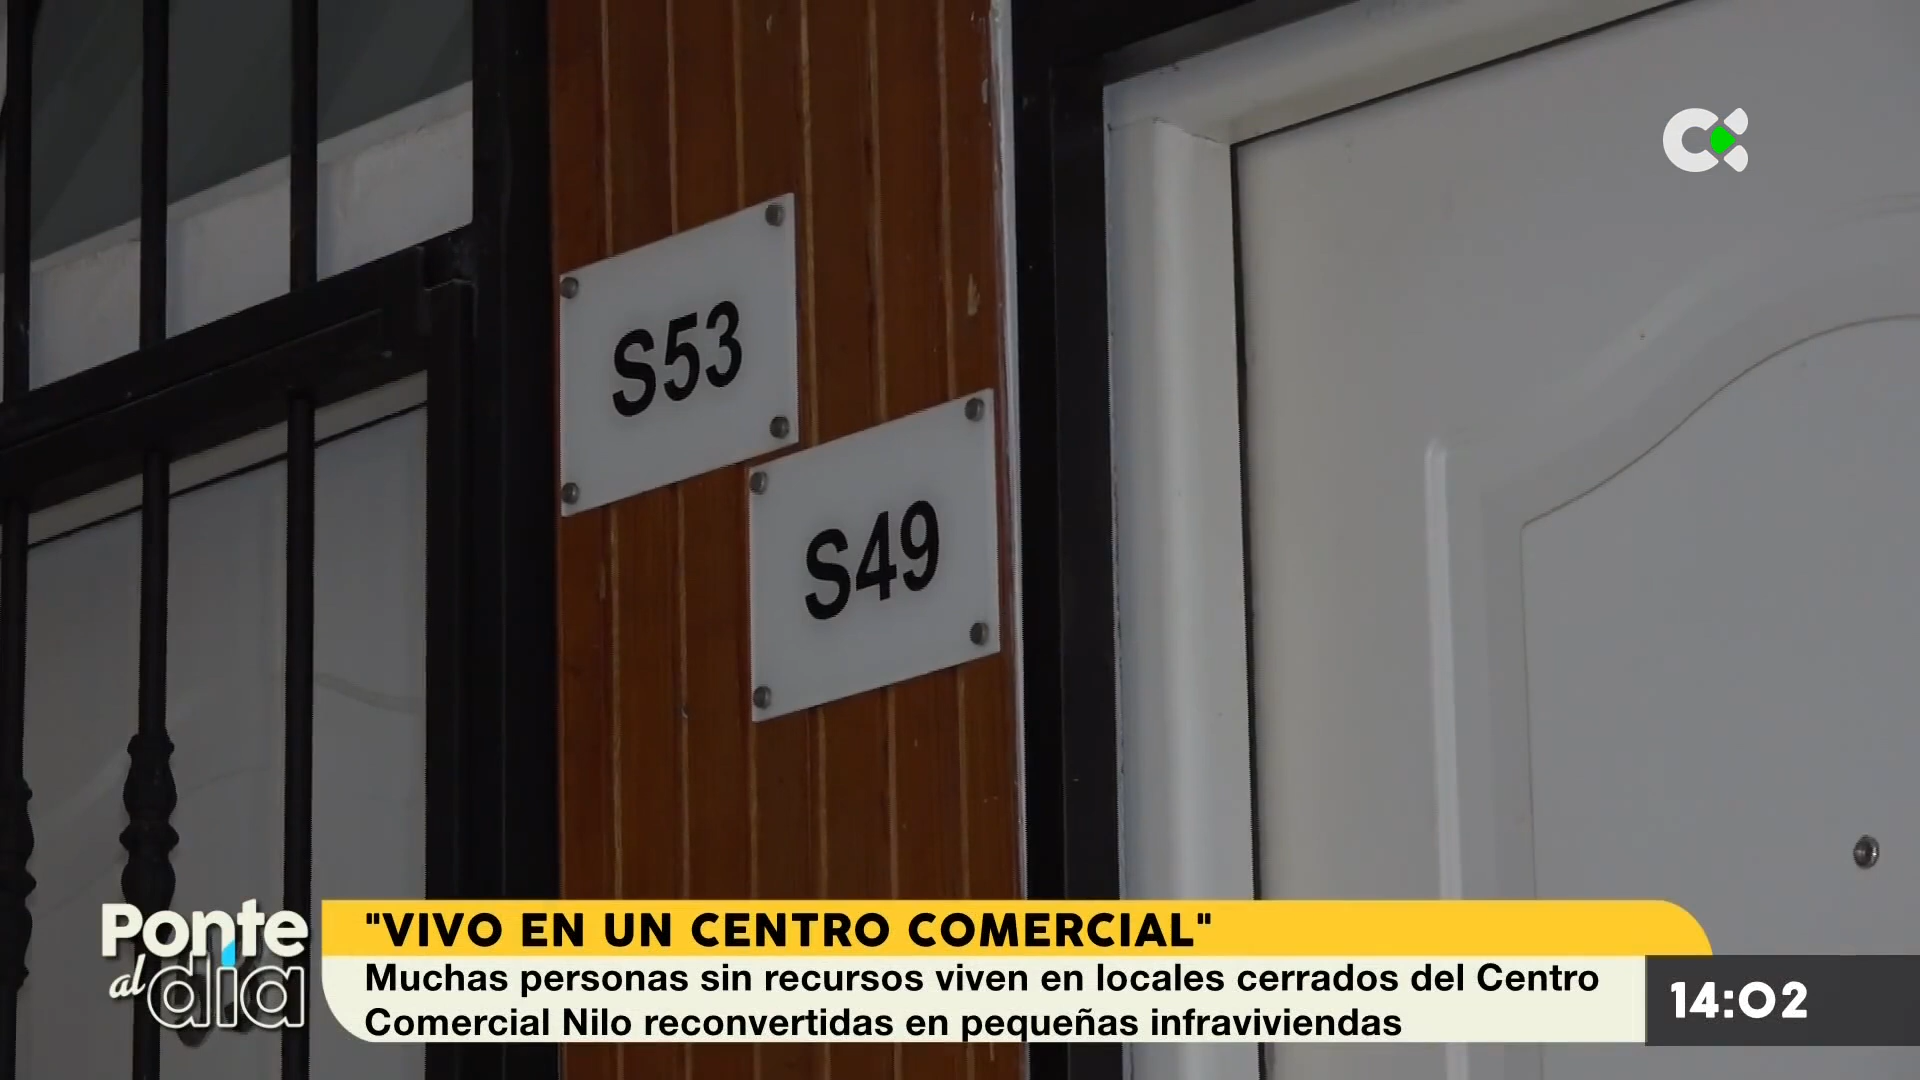 S53
S49
Ponte
al día
"VIVO EN UN CENTRO COMERCIAL"
Muchas personas sin recursos viven en locales cerrados del Centro
Comercial Nilo reconvertidas en pequeñas infraviviendas
14:02